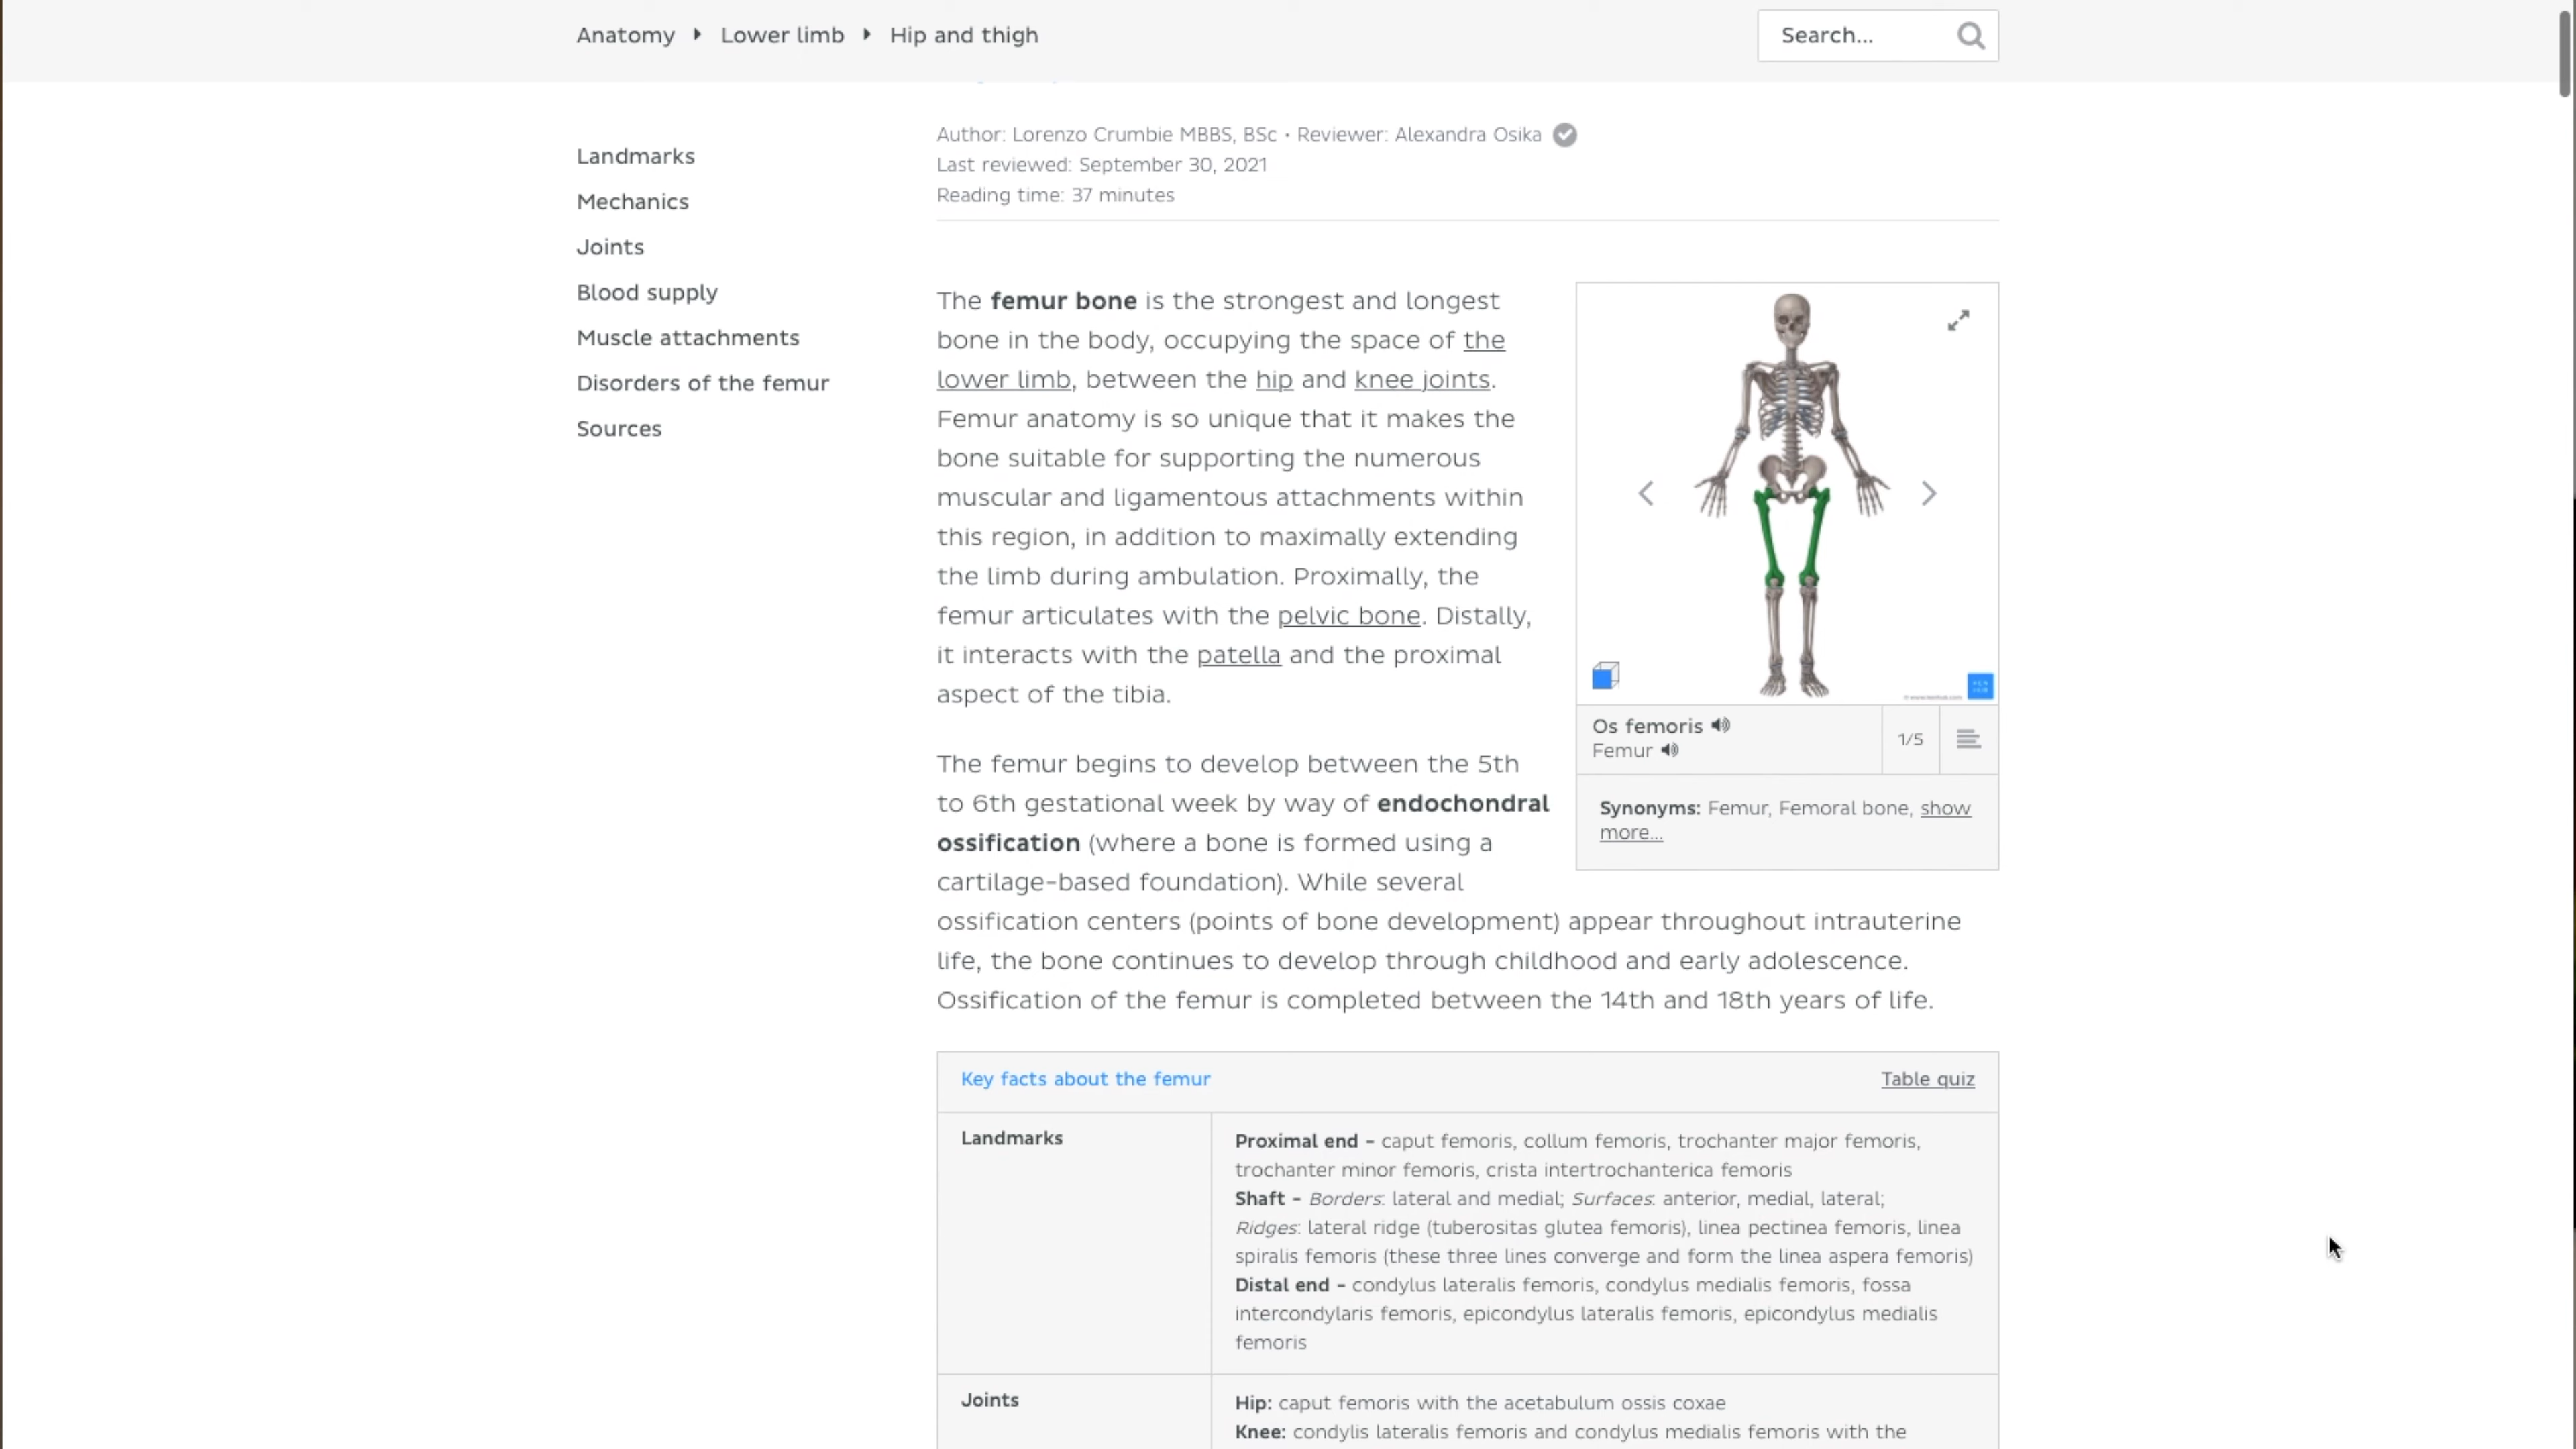 Anatomy
Lower limb
Hip and thigh
Search...
Landmarks
Mechanics
Joints
Blood supply
Muscle attachments
Disorders of the femur
Sources
Author: Lorenzo Crumbie MBBS, BSc • Reviewer: Alexandra Osika
Last reviewed: September 30, 2021
Reading time: 37 minutes
The femur bone is the strongest and longest
bone in the body, occupying the space of the
lower limb, between the hip and knee joints.
Femur anatomy is so unique that it makes the
bone suitable for supporting the numerous
muscular and ligamentous attachments within
this region, in addition to maximally extending
the limb during ambulation. Proximally, the
femur articulates with the pelvic bone. Distally,
it interacts with the patella and the proximal
aspect of the tibia.
The femur begins to develop between the 5th
to 6th gestational week by way of endochondral
ossification (where a bone is formed using a
cartilage-based foundation). While several
ossification centers (points of bone development) appear throughout intrauterine
life, the bone continues to develop through childhood and early adolescence.
Ossification of the femur is completed between the 14th and 18th years of life.
Os femoris
Femur
1/5
Synonyms: Femur, Femoral bone, show
more...
Key facts about the femur
Table quiz
Landmarks
Proximal end - caput femoris, collum femoris, trochanter major femoris,
trochanter minor femoris, crista intertrochanterica femoris
Shaft - Borders: lateral and medial; Surfaces: anterior, medial, lateral;
Ridges: lateral ridge (tuberositas glutea femoris), linea pectinea femoris, linea
spiralis femoris (these three lines converge and form the linea aspera femoris)
Distal end - condylus lateralis femoris, condylus medialis femoris, fossa
intercondylaris femoris, epicondylus lateralis femoris, epicondylus medialis
femoris
Joints
Hip: caput femoris with the acetabulum ossis coxae
Knee: condylis lateralis femoris and condylus medialis femoris with the